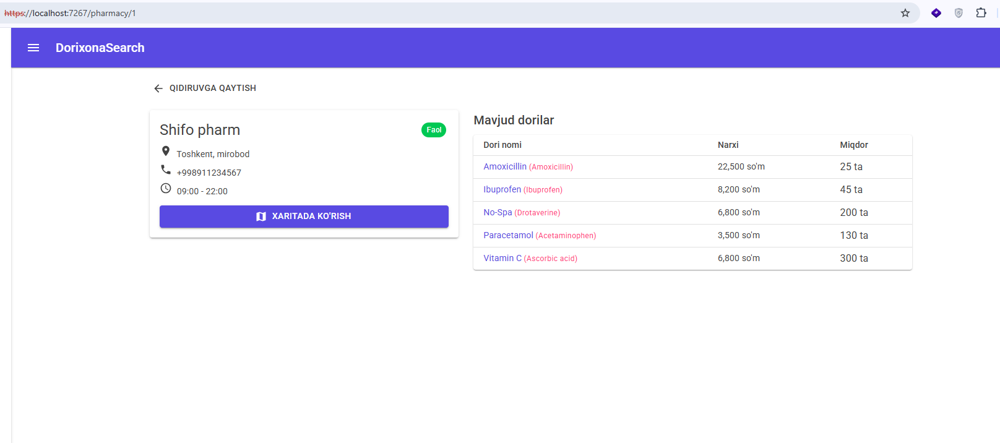 https://localhost:7267/pharmacy/1
DorixonaSearch
QIDIRUVGA QAYTISH
Shifo pharm
Faol
Toshkent, mirobod
+998911234567
09:00 - 22:00
XARITADA KO'RISH
Mavjud dorilar
Dori nomi Narxi Miqdor
Amoxicillin (Amoxicillin) 22,500 so'm 25 ta
Ibuprofen (Ibuprofen) 8,200 so'm 45 ta
No-Spa (Drotaverine) 6,800 so'm 200 ta
Paracetamol (Acetaminophen) 3,500 so'm 130 ta
Vitamin C (Ascorbic acid) 6,800 so'm 300 ta